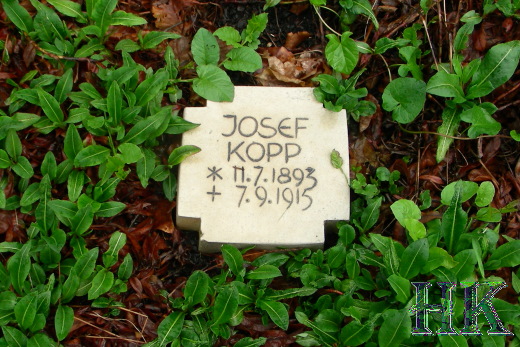 JOSEF
KOPP
* 11.7.1893
+ 7.9.1915
HK